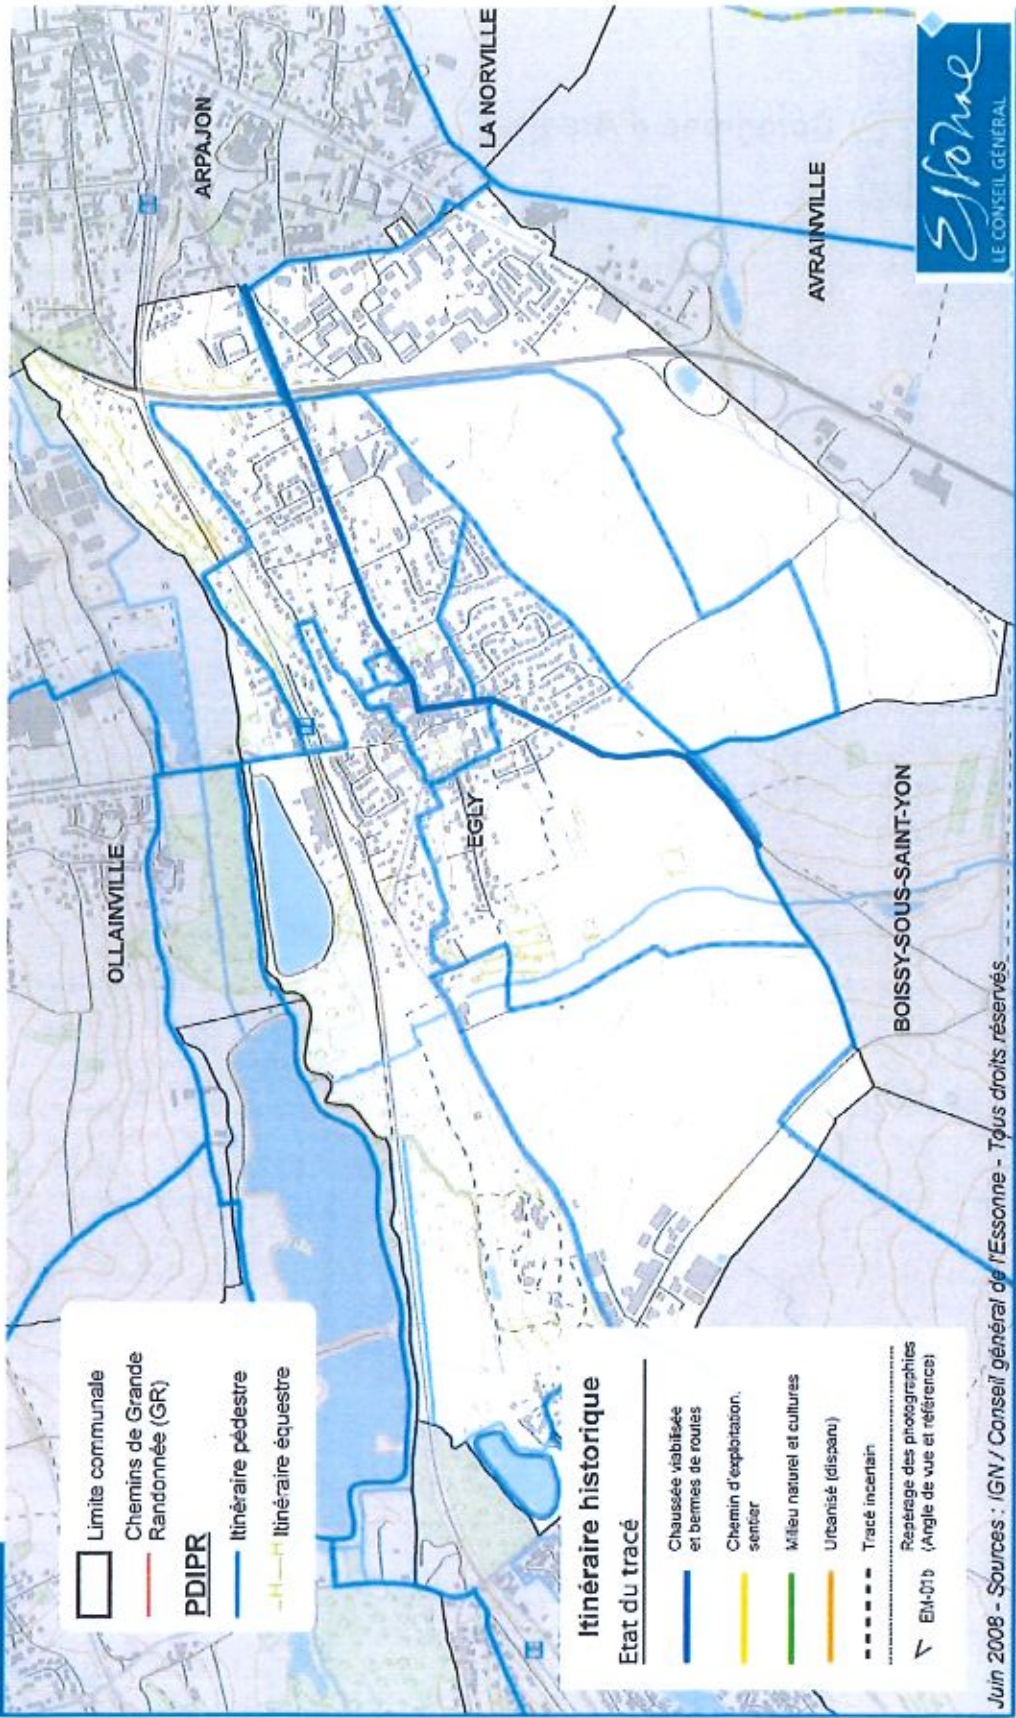 OLLAINVILLE
ARPAJON
LA NORVILLE
EGLY
AVRAINVILLE
BOISSY-SOUS-SAINT-YON
Limite communale
Chemins de Grande
Randonnée (GR)
PDIPR
Itinéraire pédestre
H H Itinéraire équestre
Itinéraire historique
Etat du tracé
Chaussée viabilisée
et bermes de routes
Chemin d'exploitation,
sentier
Milieu naturel et cultures
Urbanisé (disparu)
Tracé incertain
Repérage des photographies
EM-01b (Angle de vue et référence)
Essonne
LE CONSEIL GÉNÉRAL
Juin 2008 - Sources : IGN / Conseil général de l'Essonne - Tous droits réservés